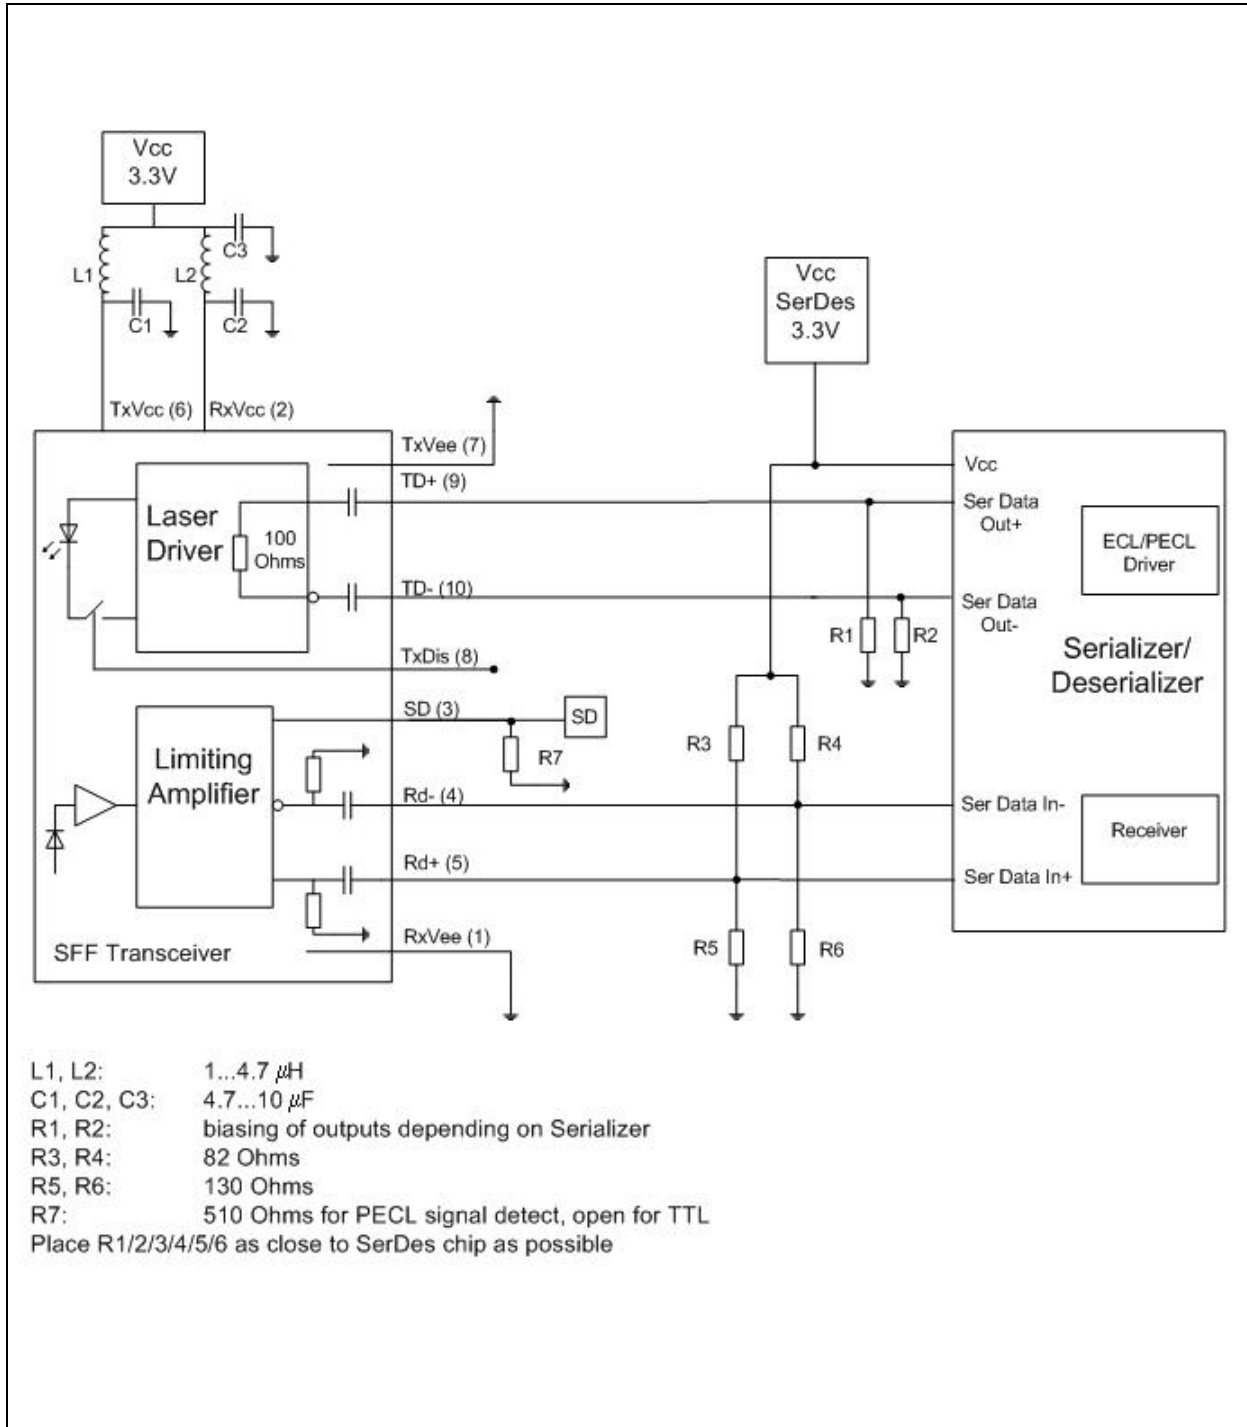 Vcc
3.3V
C3
L1
L2
C1
C2
Vcc
SerDes
3.3V
TxVcc (6)
RxVcc (2)
TxVee (7)
TD+ (9)
Laser
Driver
100
Ohms
TD- (10)
TxDis (8)
Vcc
Ser Data
Out+
ECL/PECL
Driver
Ser Data
Out-
R1
R2
Serializer/
Deserializer
SD (3)
SD
R7
R3
R4
Limiting
Amplifier
Rd- (4)
Ser Data In-
Receiver
Rd+ (5)
Ser Data In+
RxVee (1)
R5
R6
SFF Transceiver
L1, L2: 1...4.7 μH
C1, C2, C3: 4.7...10 μF
R1, R2: biasing of outputs depending on Serializer
R3, R4: 82 Ohms
R5, R6: 130 Ohms
R7: 510 Ohms for PECL signal detect, open for TTL
Place R1/2/3/4/5/6 as close to SerDes chip as possible